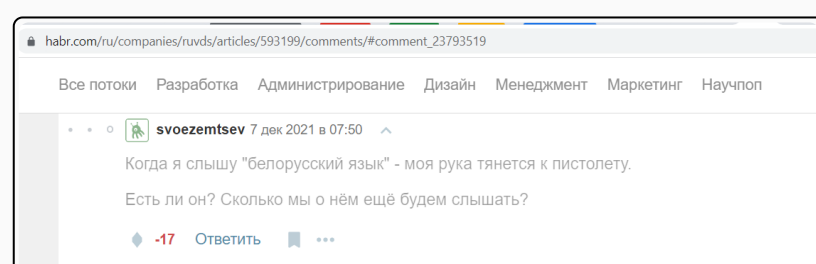 habr.com/ru/companies/ruvds/articles/593199/comments/#comment_23793519
Все потоки Разработка Администрирование Дизайн Менеджмент Маркетинг Научпоп
svoezemtsev 7 дек 2021 в 07:50
Когда я слышу "белорусский язык" - моя рука тянется к пистолету.
Есть ли он? Сколько мы о нём ещё будем слышать?
-17 Ответить